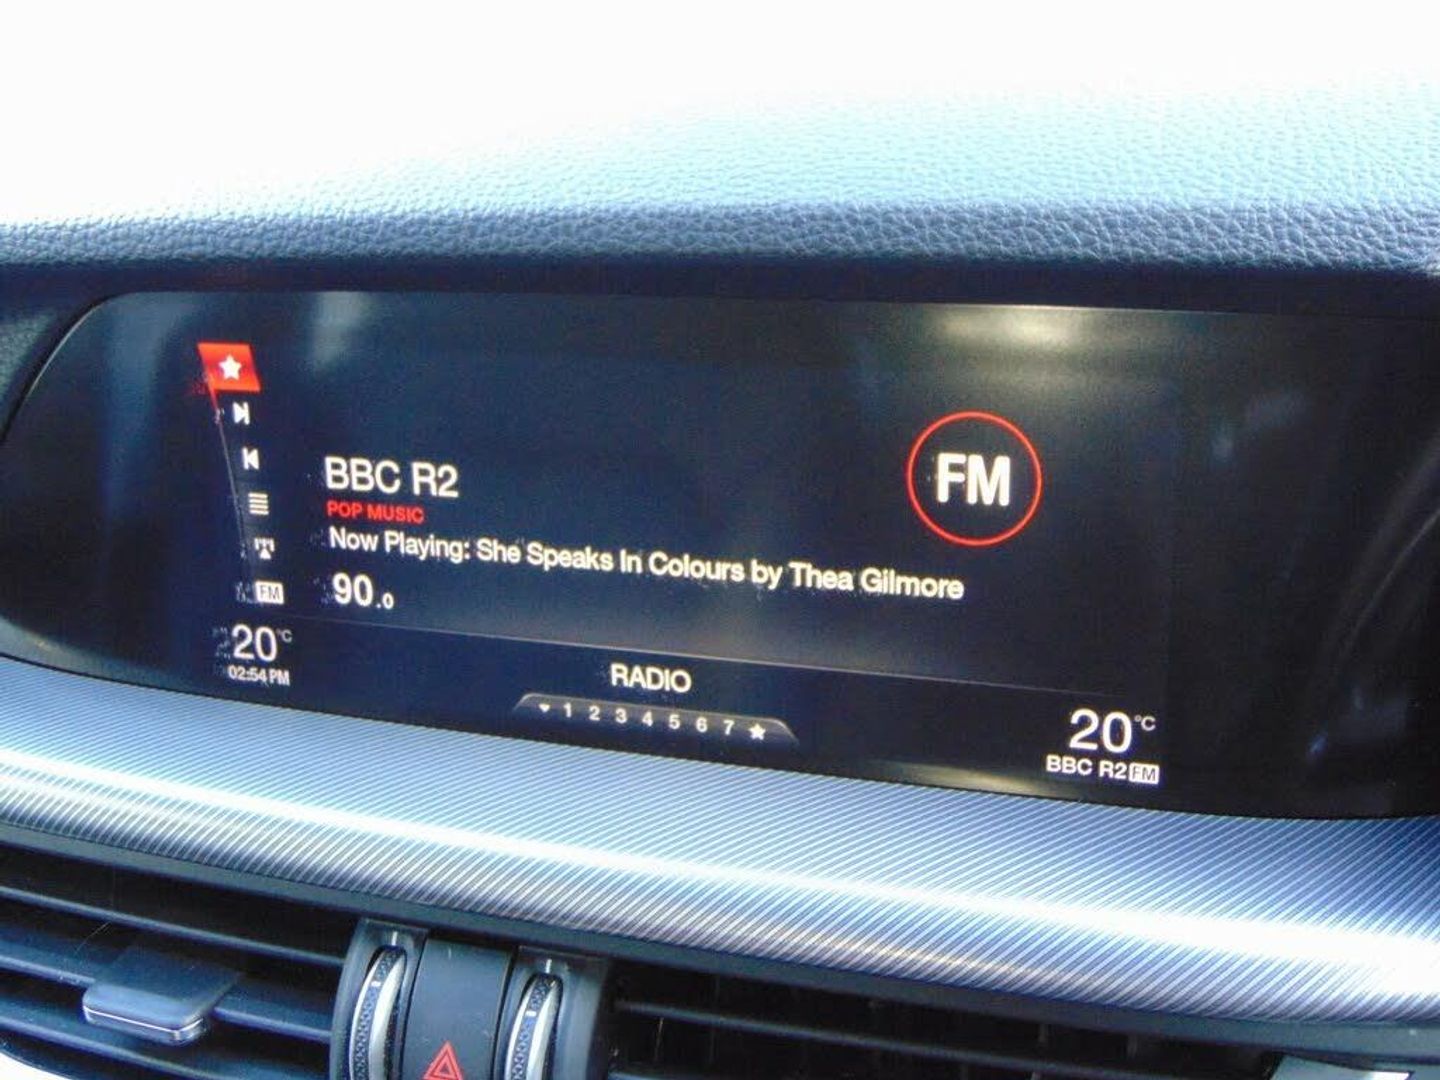 BBC R2
FM
POP MUSIC
Now Playing: She Speaks In Colours by Thea Gilmore
FM
90.0
20°C
02:54 PM
RADIO
1 2 3 4 5 6 7
20°C
BBC R2 FM